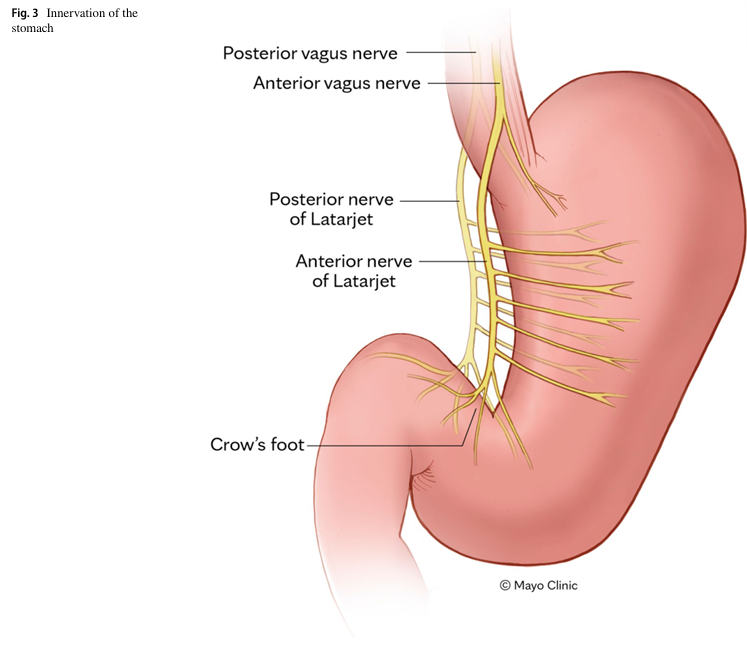 Fig. 3 Innervation of the
stomach
Posterior vagus nerve
Anterior vagus nerve
Posterior nerve
of Latarjet
Anterior nerve
of Latarjet
Crow’s foot
© Mayo Clinic